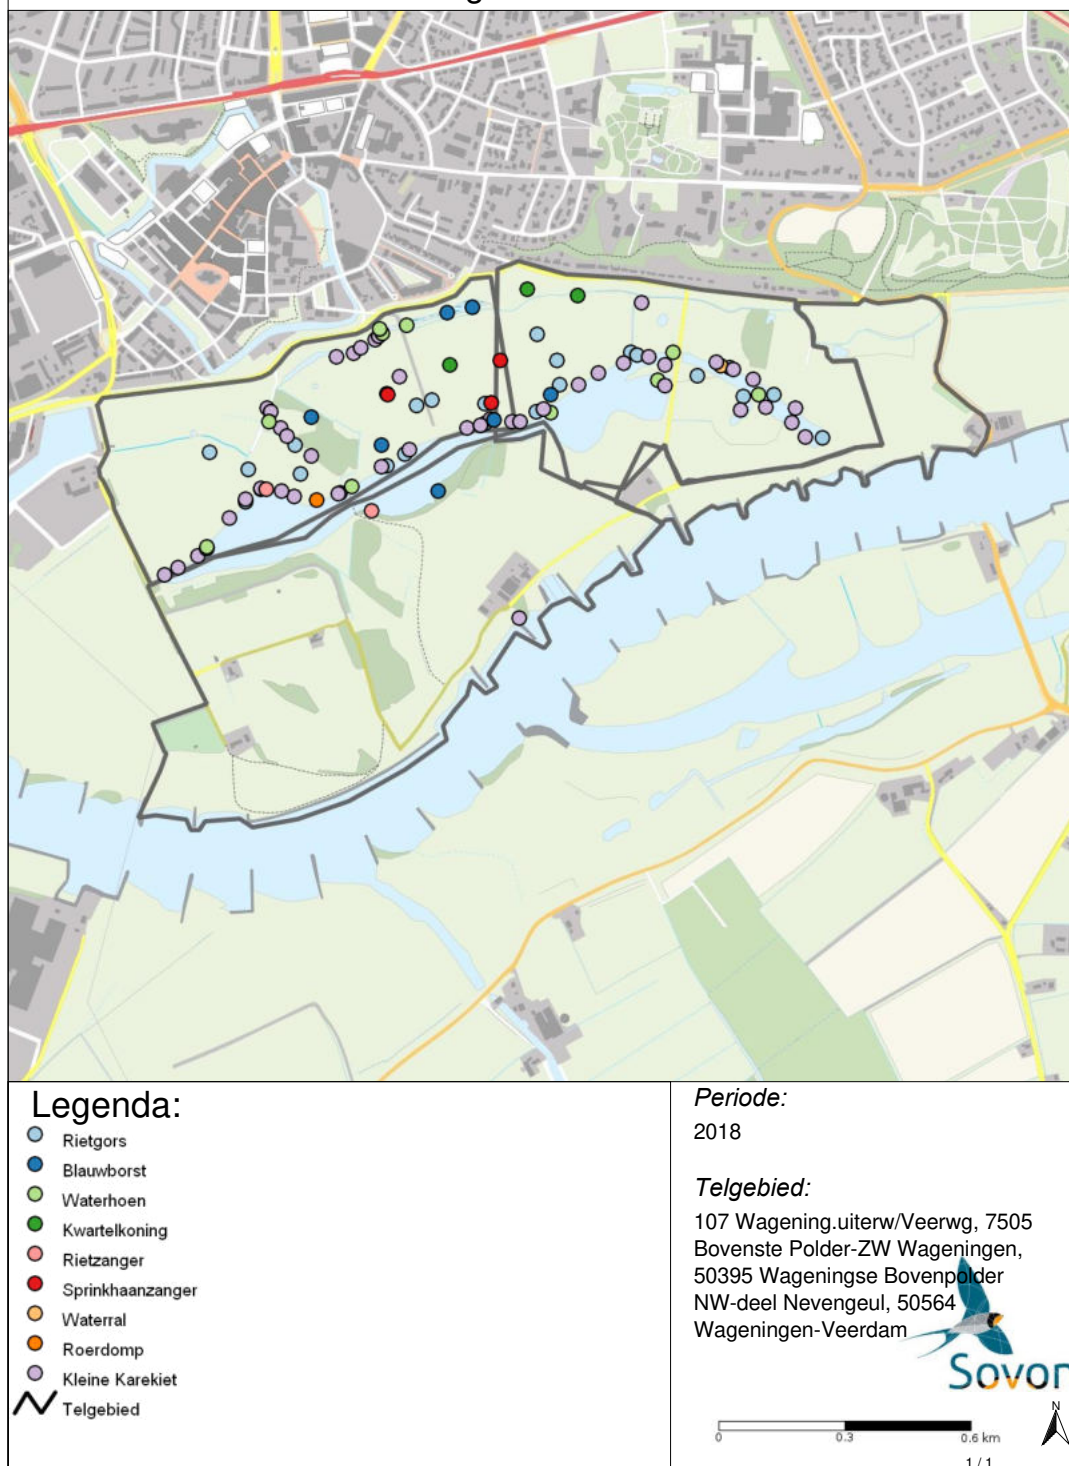 Legenda:
Rietgors
Blauwborst
Waterhoen
Kwartelkoning
Rietzanger
Sprinkhaanzanger
Waterral
Roerdomp
Kleine Karekiet
Telgebied
Periode:
2018
Telgebied:
107 Wagening.uiterw/Veerwg, 7505
Bovenste Polder-ZW Wageningen,
50395 Wageningse Bovenpolder
NW-deel Nevengeul, 50564
Wageningen-Veerdam
Sovon
N
0 0.3 0.6 km
1 / 1